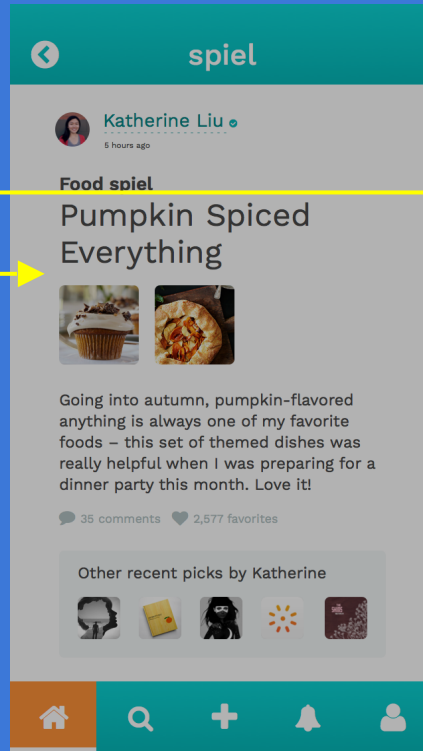 spiel
Katherine Liu
5 hours ago
Food spiel
Pumpkin Spiced
Everything
Going into autumn, pumpkin-flavored
anything is always one of my favorite
foods – this set of themed dishes was
really helpful when I was preparing for a
dinner party this month. Love it!
35 comments 2,577 favorites
Other recent picks by Katherine